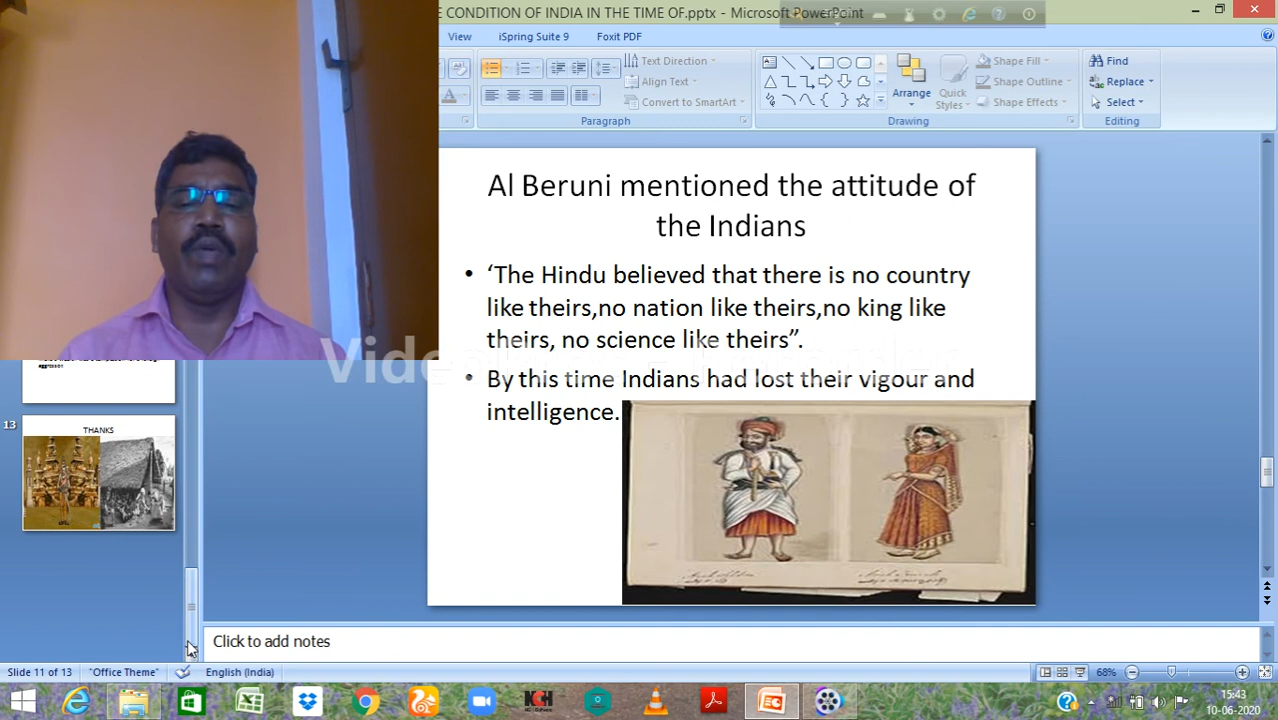 E CONDITION OF INDIA IN THE TIME OF.pptx - Microsoft PowerPoint
View iSpring Suite 9 Foxit PDF
Text Direction
Align Text
Convert to SmartArt
Paragraph
Arrange
Quick
Styles
Shape Fill
Shape Outline
Shape Effects
Drawing
Find
Replace
Select
Editing
Al Beruni mentioned the attitude of
the Indians
• ‘The Hindu believed that there is no country
like theirs,no nation like theirs,no king like
theirs, no science like theirs”.
• By this time Indians had lost their vigour and
intelligence.
aggressor.
13
THANKS
Click to add notes
Slide 11 of 13 "Office Theme" English (India) 68%
15:43
10-06-2020